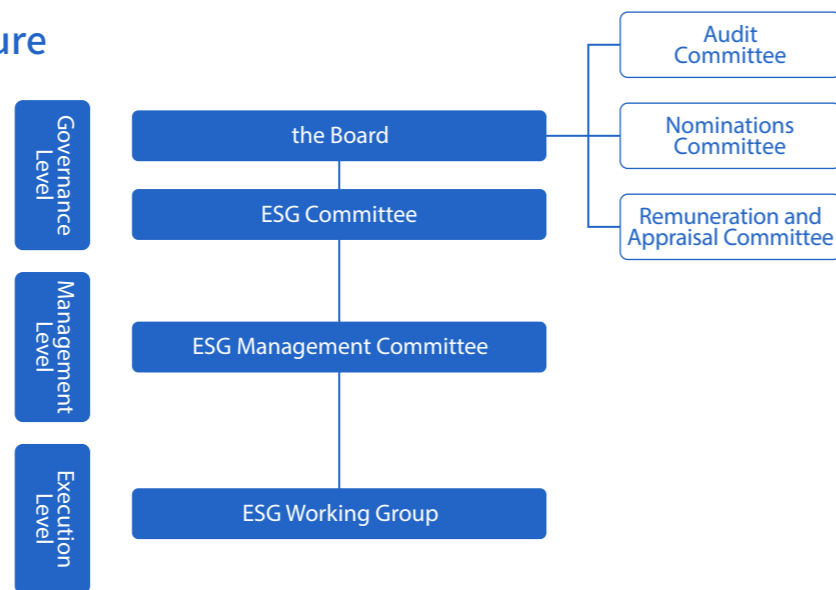 ure
Governance
Level
the Board
ESG Committee
Audit
Committee
Nominations
Committee
Remuneration and
Appraisal Committee
Management
Level
ESG Management Committee
Execution
Level
ESG Working Group